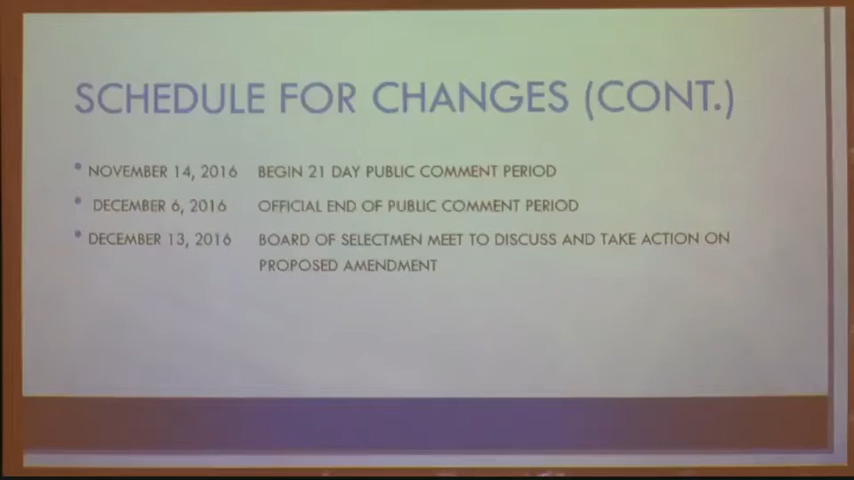 SCHEDULE FOR CHANGES (CONT.)
• NOVEMBER 14, 2016 BEGIN 21 DAY PUBLIC COMMENT PERIOD
• DECEMBER 6, 2016 OFFICIAL END OF PUBLIC COMMENT PERIOD
• DECEMBER 13, 2016 BOARD OF SELECTMEN MEET TO DISCUSS AND TAKE ACTION ON
PROPOSED AMENDMENT